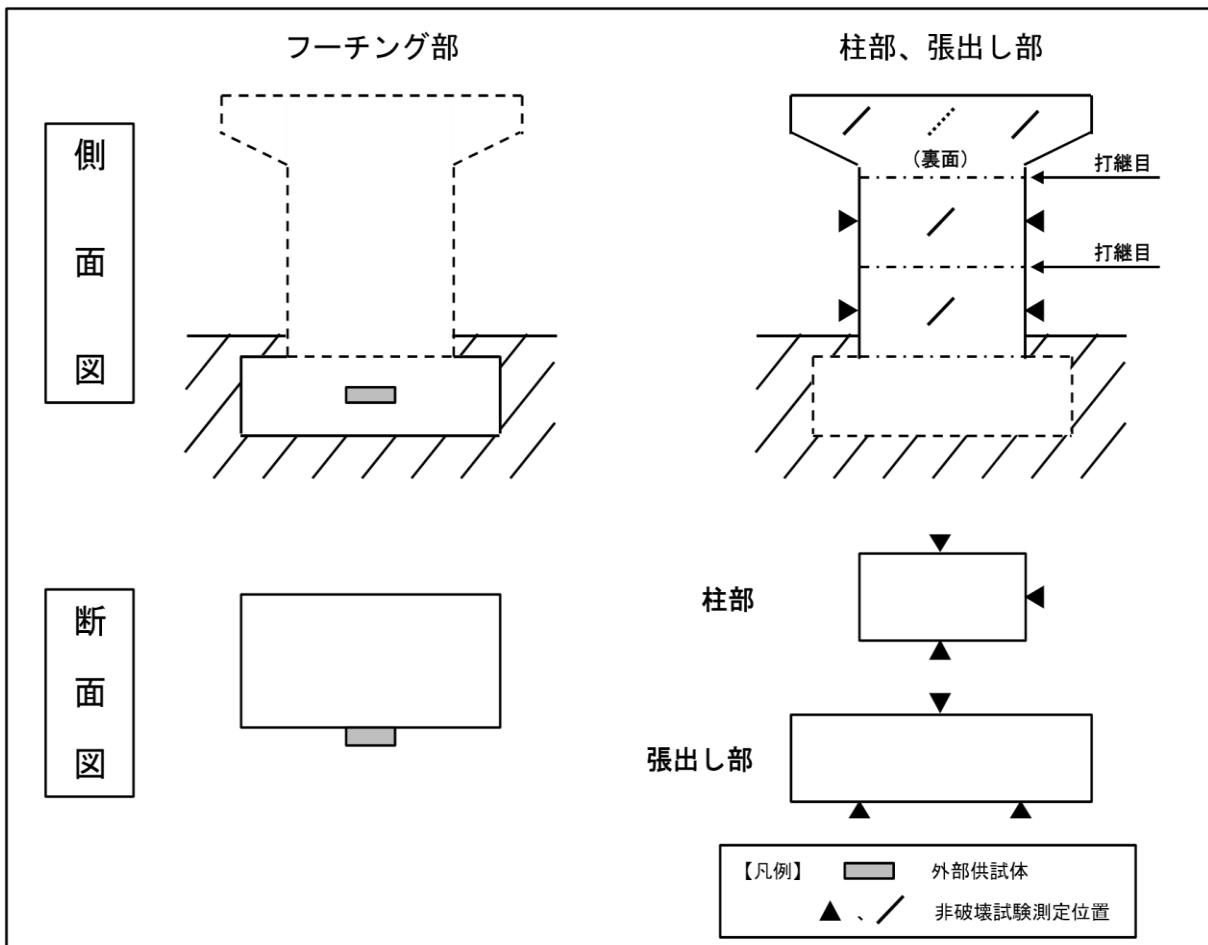 フーチング部
柱部、張出し部
側面図
(裏面)
打継目
打継目
断面図
柱部
張出し部
【凡例】 外部供試体
、 非破壊試験測定位置